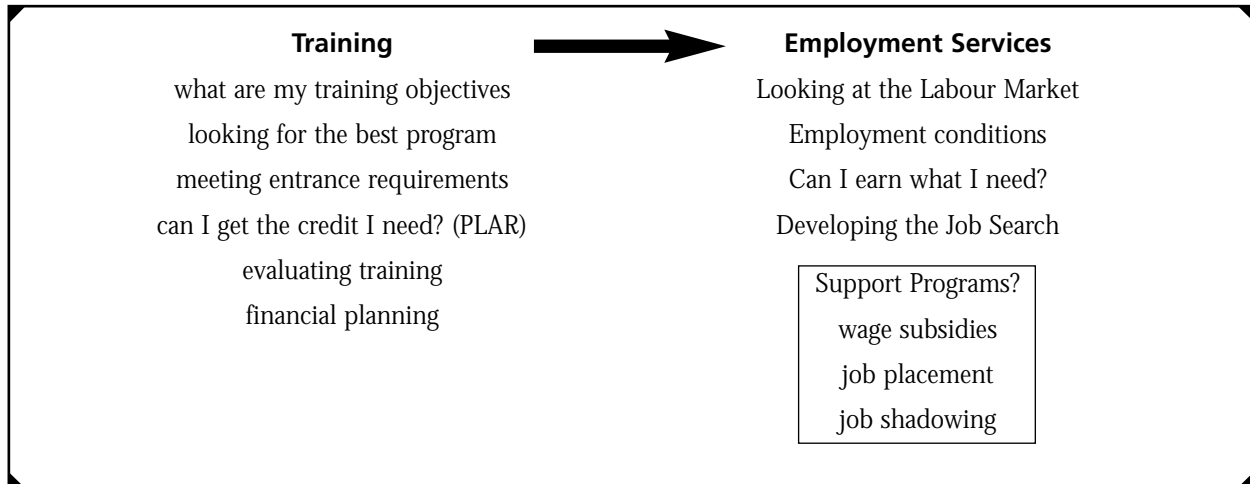 Training
what are my training objectives
looking for the best program
meeting entrance requirements
can I get the credit I need? (PLAR)
evaluating training
financial planning
Employment Services
Looking at the Labour Market
Employment conditions
Can I earn what I need?
Developing the Job Search
Support Programs?
wage subsidies
job placement
job shadowing